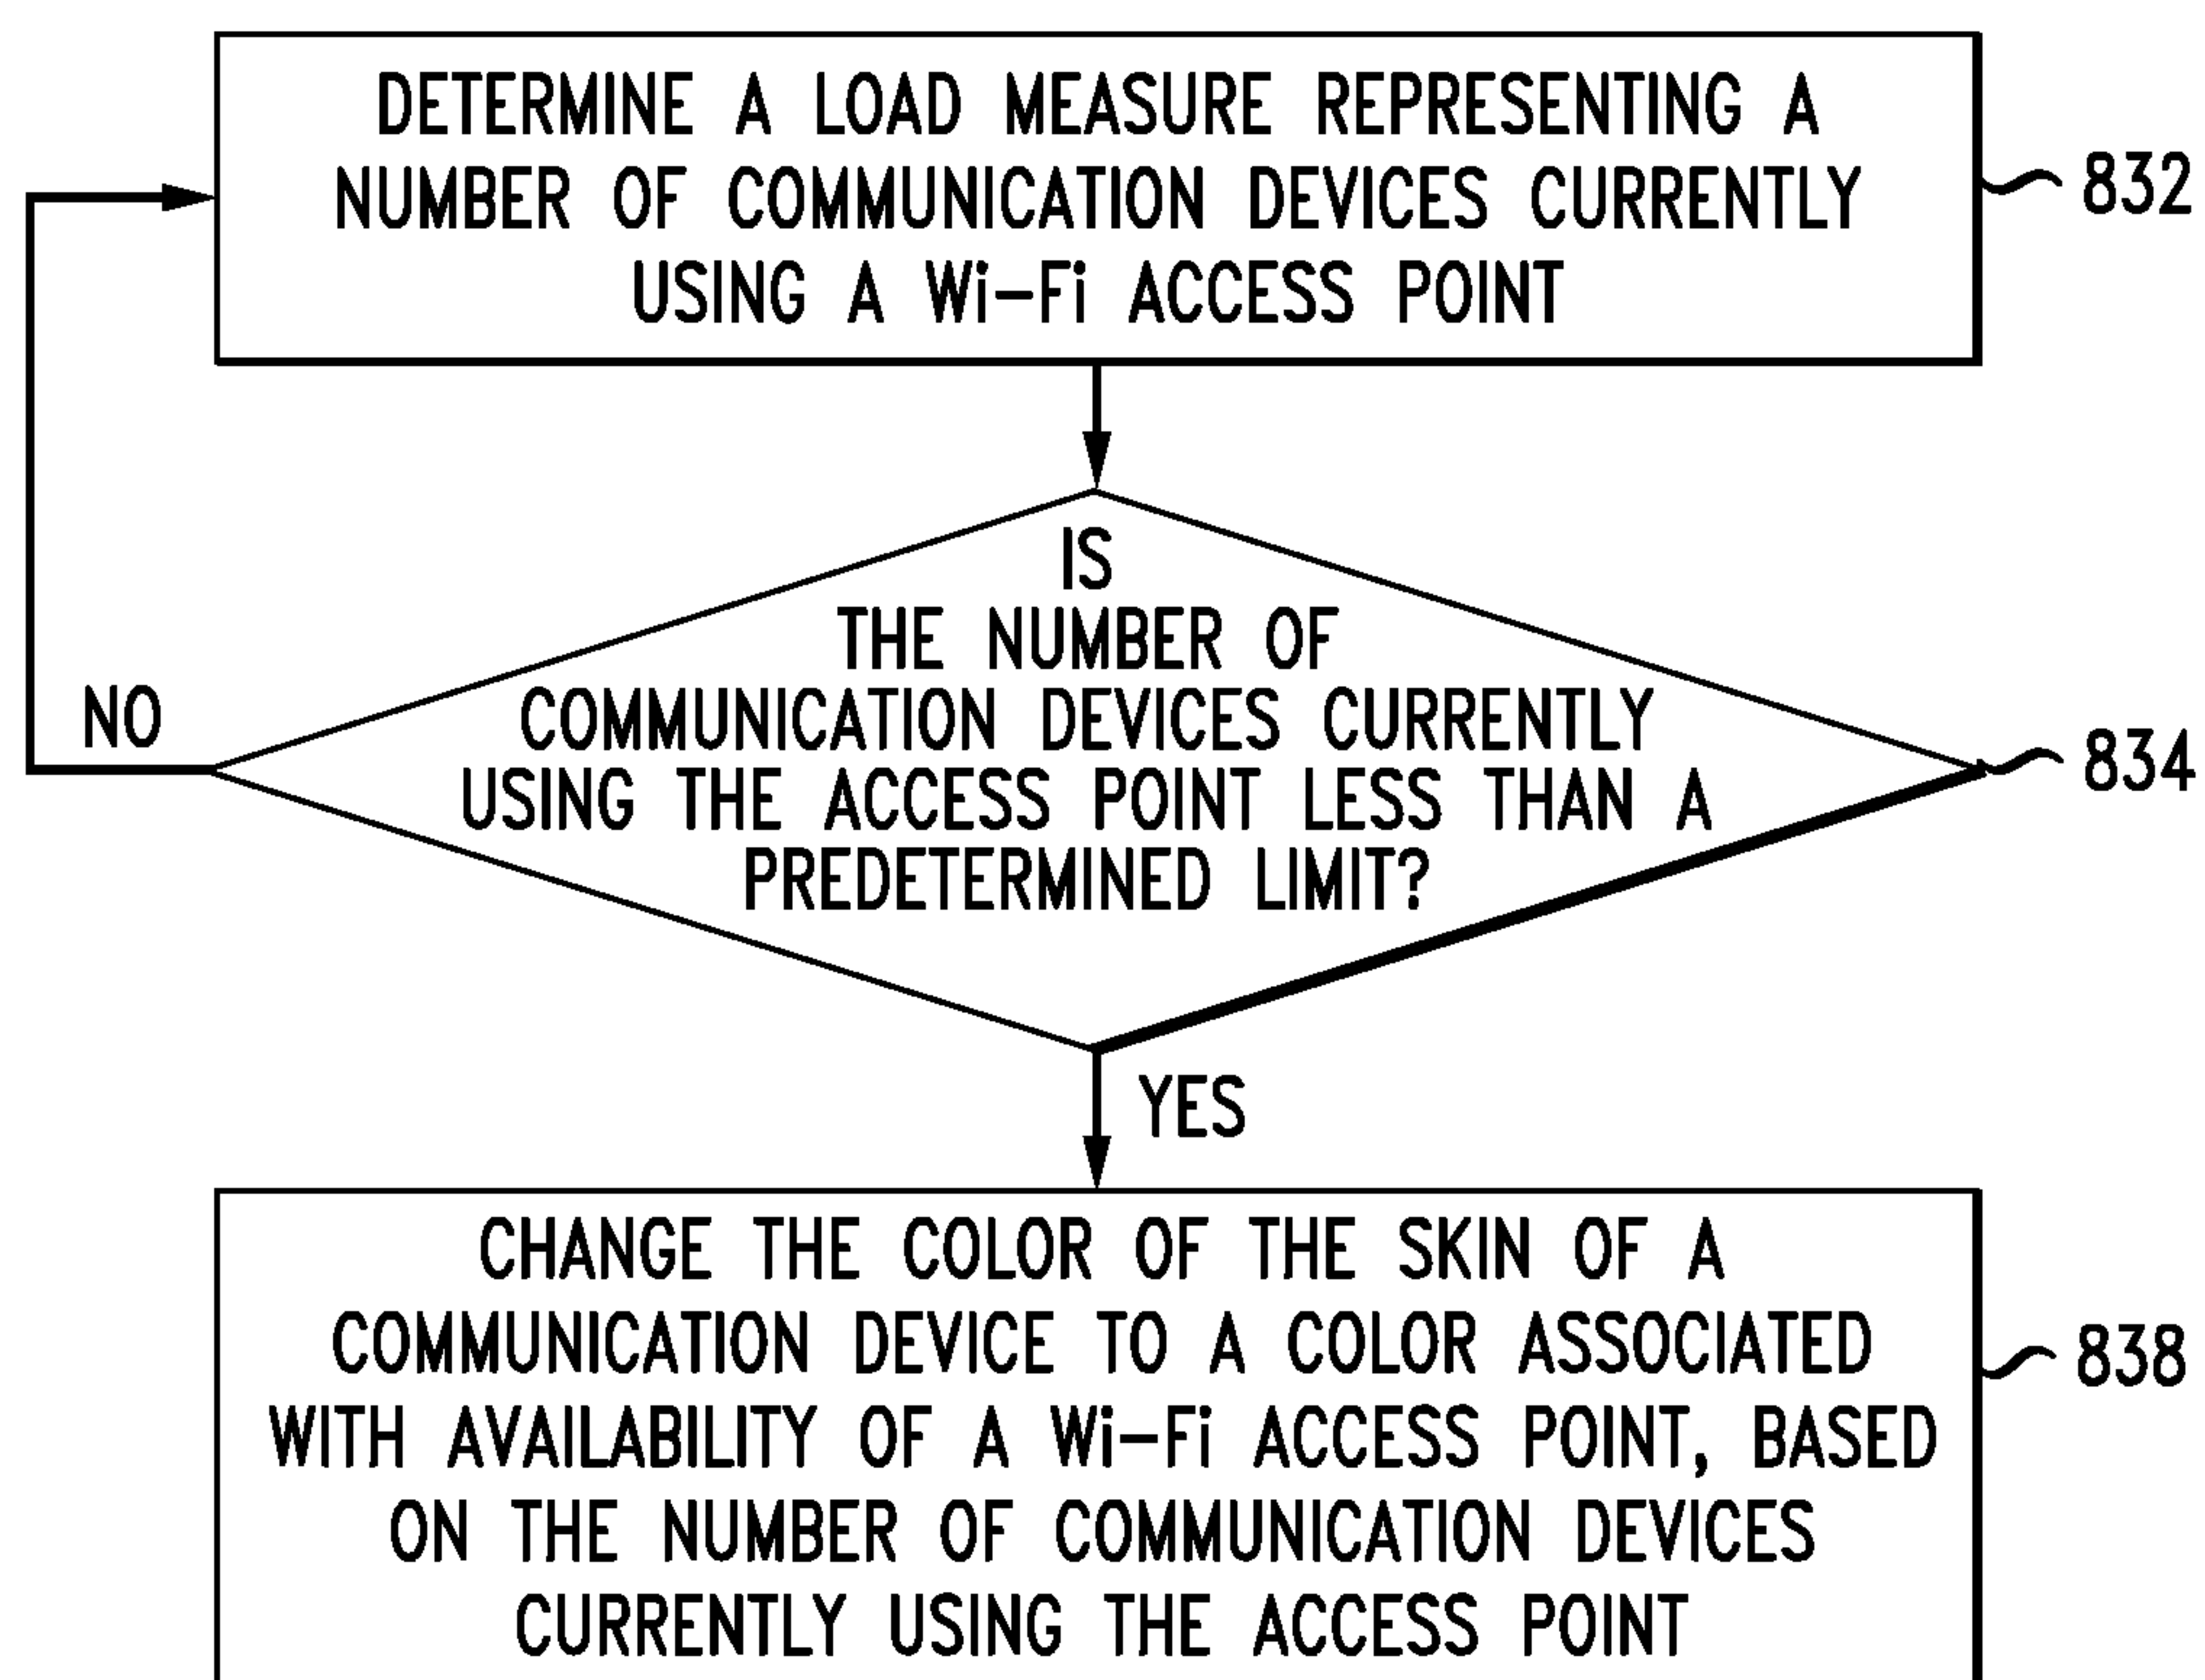 DETERMINE A LOAD MEASURE REPRESENTING A
NUMBER OF COMMUNICATION DEVICES CURRENTLY
USING A Wi-Fi ACCESS POINT
832
IS
THE NUMBER OF
COMMUNICATION DEVICES CURRENTLY
USING THE ACCESS POINT LESS THAN A
PREDETERMINED LIMIT?
834
NO
YES
CHANGE THE COLOR OF THE SKIN OF A
COMMUNICATION DEVICE TO A COLOR ASSOCIATED
WITH AVAILABILITY OF A Wi-Fi ACCESS POINT, BASED
ON THE NUMBER OF COMMUNICATION DEVICES
CURRENTLY USING THE ACCESS POINT
838